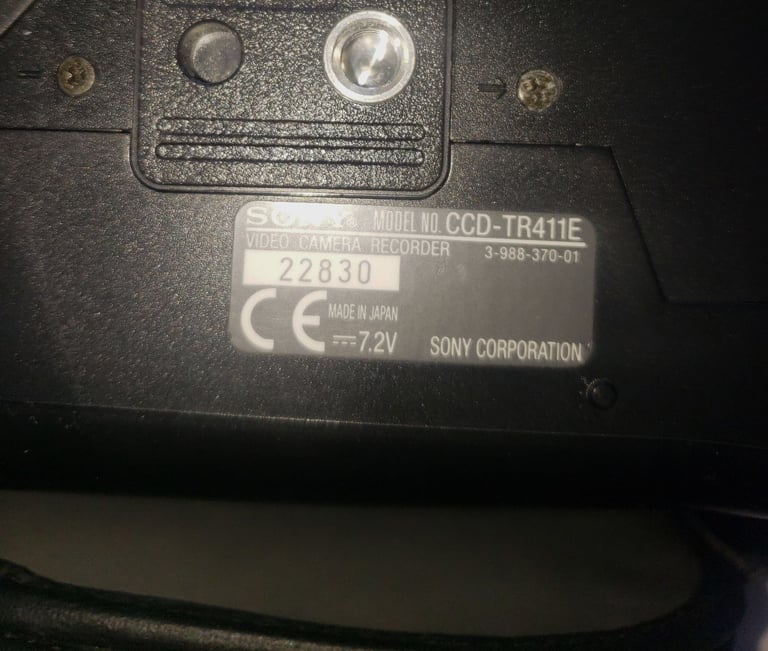 SONY® MODEL NO. CCD-TR411E
VIDEO CAMERA RECORDER 3-988-370-01
22830
CE MADE IN JAPAN
7.2V SONY CORPORATION